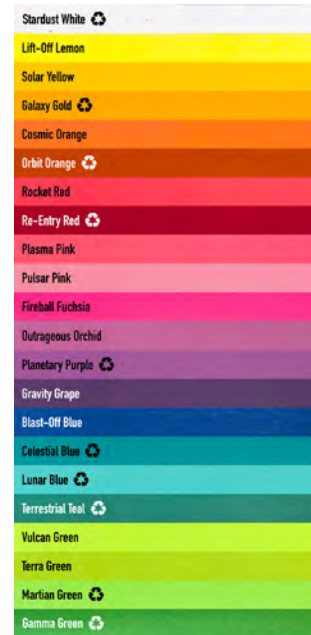 Stardust White ♻
Lift-Off Lemon
Solar Yellow
Galaxy Gold ♻
Cosmic Orange
Orbit Orange ♻
Rocket Red
Re-Entry Red ♻
Plasma Pink
Pulsar Pink
Fireball Fuchsia
Outrageous Orchid
Planetary Purple ♻
Gravity Grape
Blast-Off Blue
Celestial Blue ♻
Lunar Blue ♻
Terrestrial Teal ♻
Vulcan Green
Terra Green
Martian Green ♻
Gamma Green ♻